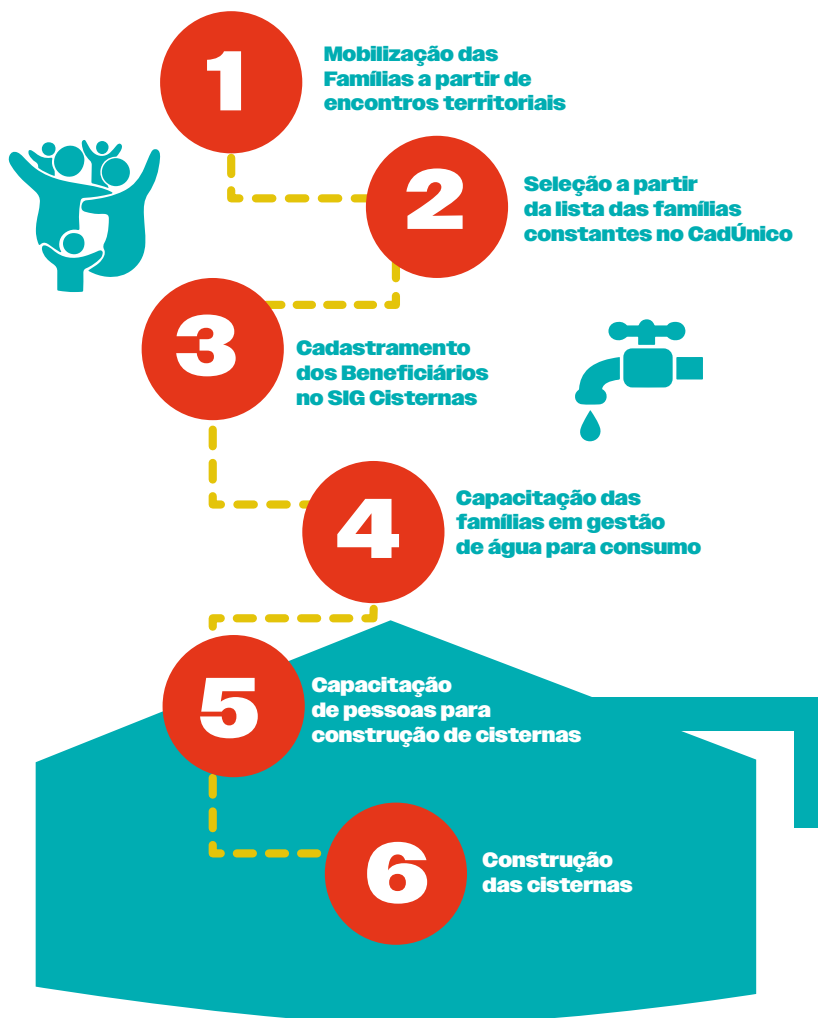 1
Mobilização das
Famílias a partir de
encontros territoriais
2
Seleção a partir
da lista das famílias
constantes no CadÚnico
3
Cadastramento
dos Beneficiários
no SIG Cisternas
4
Capacitação das
famílias em gestão
de água para consumo
5
Capacitação
de pessoas para
construção de cisternas
6
Construção
das cisternas